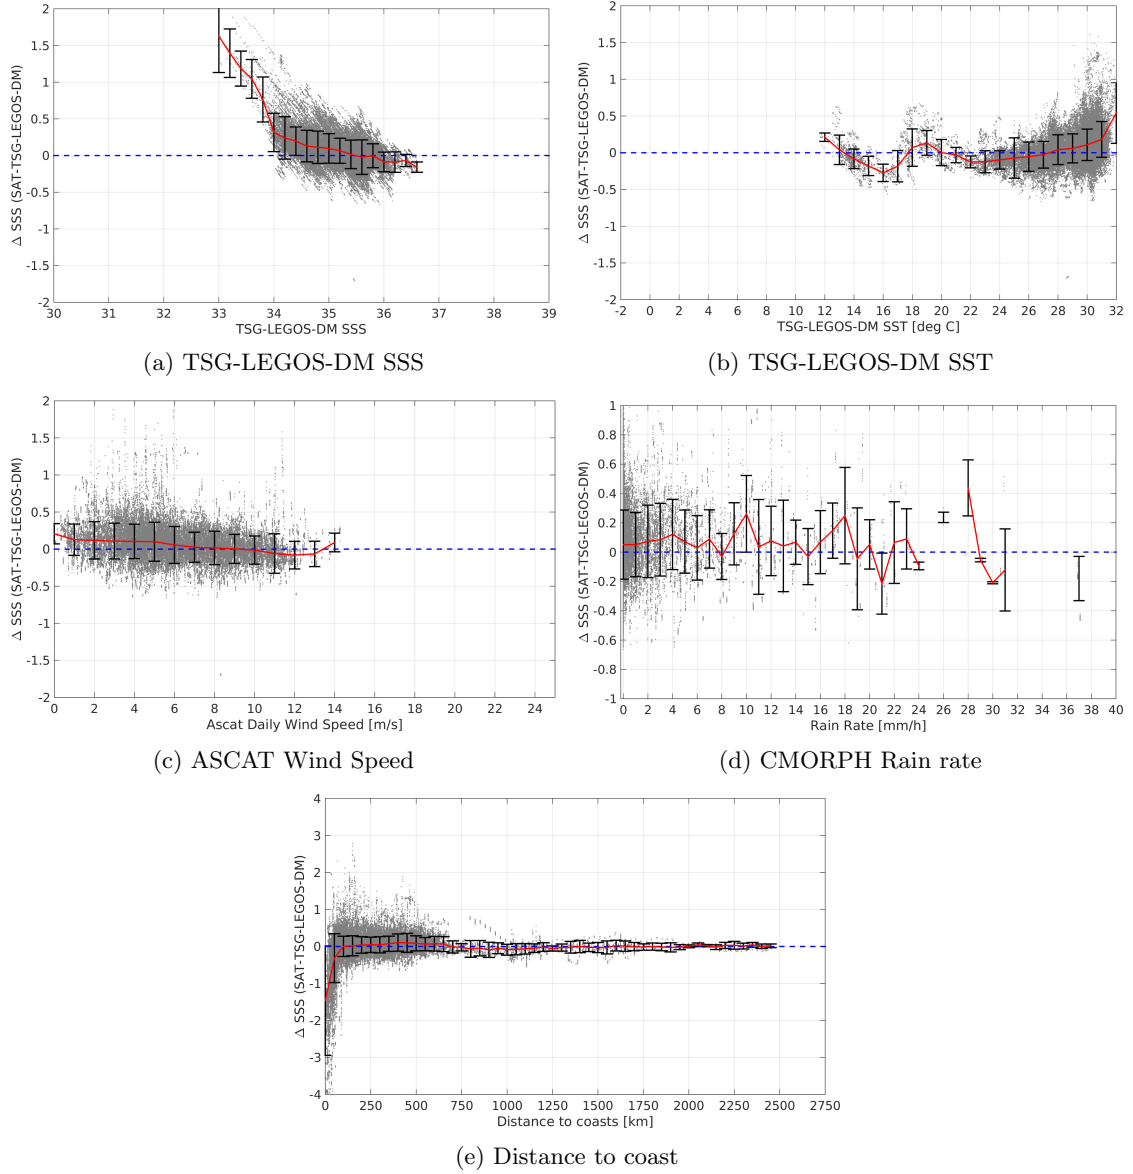 2
1.5
1
0.5
0
-0.5
-1
-1.5
-2
Δ SSS (SAT-TSG-LEGOS-DM)
30 31 32 33 34 35 36 37 38 39
TSG-LEGOS-DM SSS
(a) TSG-LEGOS-DM SSS
2
1.5
1
0.5
0
-0.5
-1
-1.5
-2
Δ SSS (SAT-TSG-LEGOS-DM)
-2 0 2 4 6 8 10 12 14 16 18 20 22 24 26 28 30 32
TSG-LEGOS-DM SST [deg C]
(b) TSG-LEGOS-DM SST
2
1.5
1
0.5
0
-0.5
-1
-1.5
-2
Δ SSS (SAT-TSG-LEGOS-DM)
0 2 4 6 8 10 12 14 16 18 20 22 24
Ascat Daily Wind Speed [m/s]
(c) ASCAT Wind Speed
1
0.8
0.6
0.4
0.2
0
-0.2
-0.4
-0.6
-0.8
-1
Δ SSS (SAT-TSG-LEGOS-DM)
0 2 4 6 8 10 12 14 16 18 20 22 24 26 28 30 32 34 36 38 40
Rain Rate [mm/h]
(d) CMORPH Rain rate
4
3
2
1
0
-1
-2
-3
-4
Δ SSS (SAT-TSG-LEGOS-DM)
0 250 500 750 1000 1250 1500 1750 2000 2250 2500 2750
Distance to coasts [km]
(e) Distance to coast